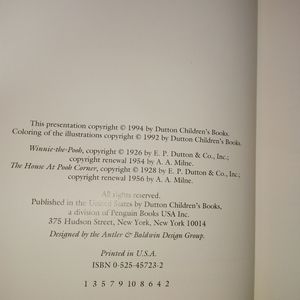 This presentation copyright © 1994 by Dutton Children's Books.
Coloring of the illustrations copyright © 1992 by Dutton Children's Books.
Winnie-the-Pooh, copyright © 1926 by E. P. Dutton & Co., Inc.;
copyright renewal 1954 by A. A. Milne.
The House At Pooh Corner, copyright © 1928 by E. P. Dutton & Co., Inc.;
copyright renewal 1956 by A. A. Milne.
All rights reserved.
Published in the United States by Dutton Children's Books,
a division of Penguin Books USA Inc.
375 Hudson Street, New York, New York 10014
Designed by the Antler & Baldwin Design Group.
Printed in U.S.A.
ISBN 0-525-45723-2
1 3 5 7 9 10 8 6 4 2